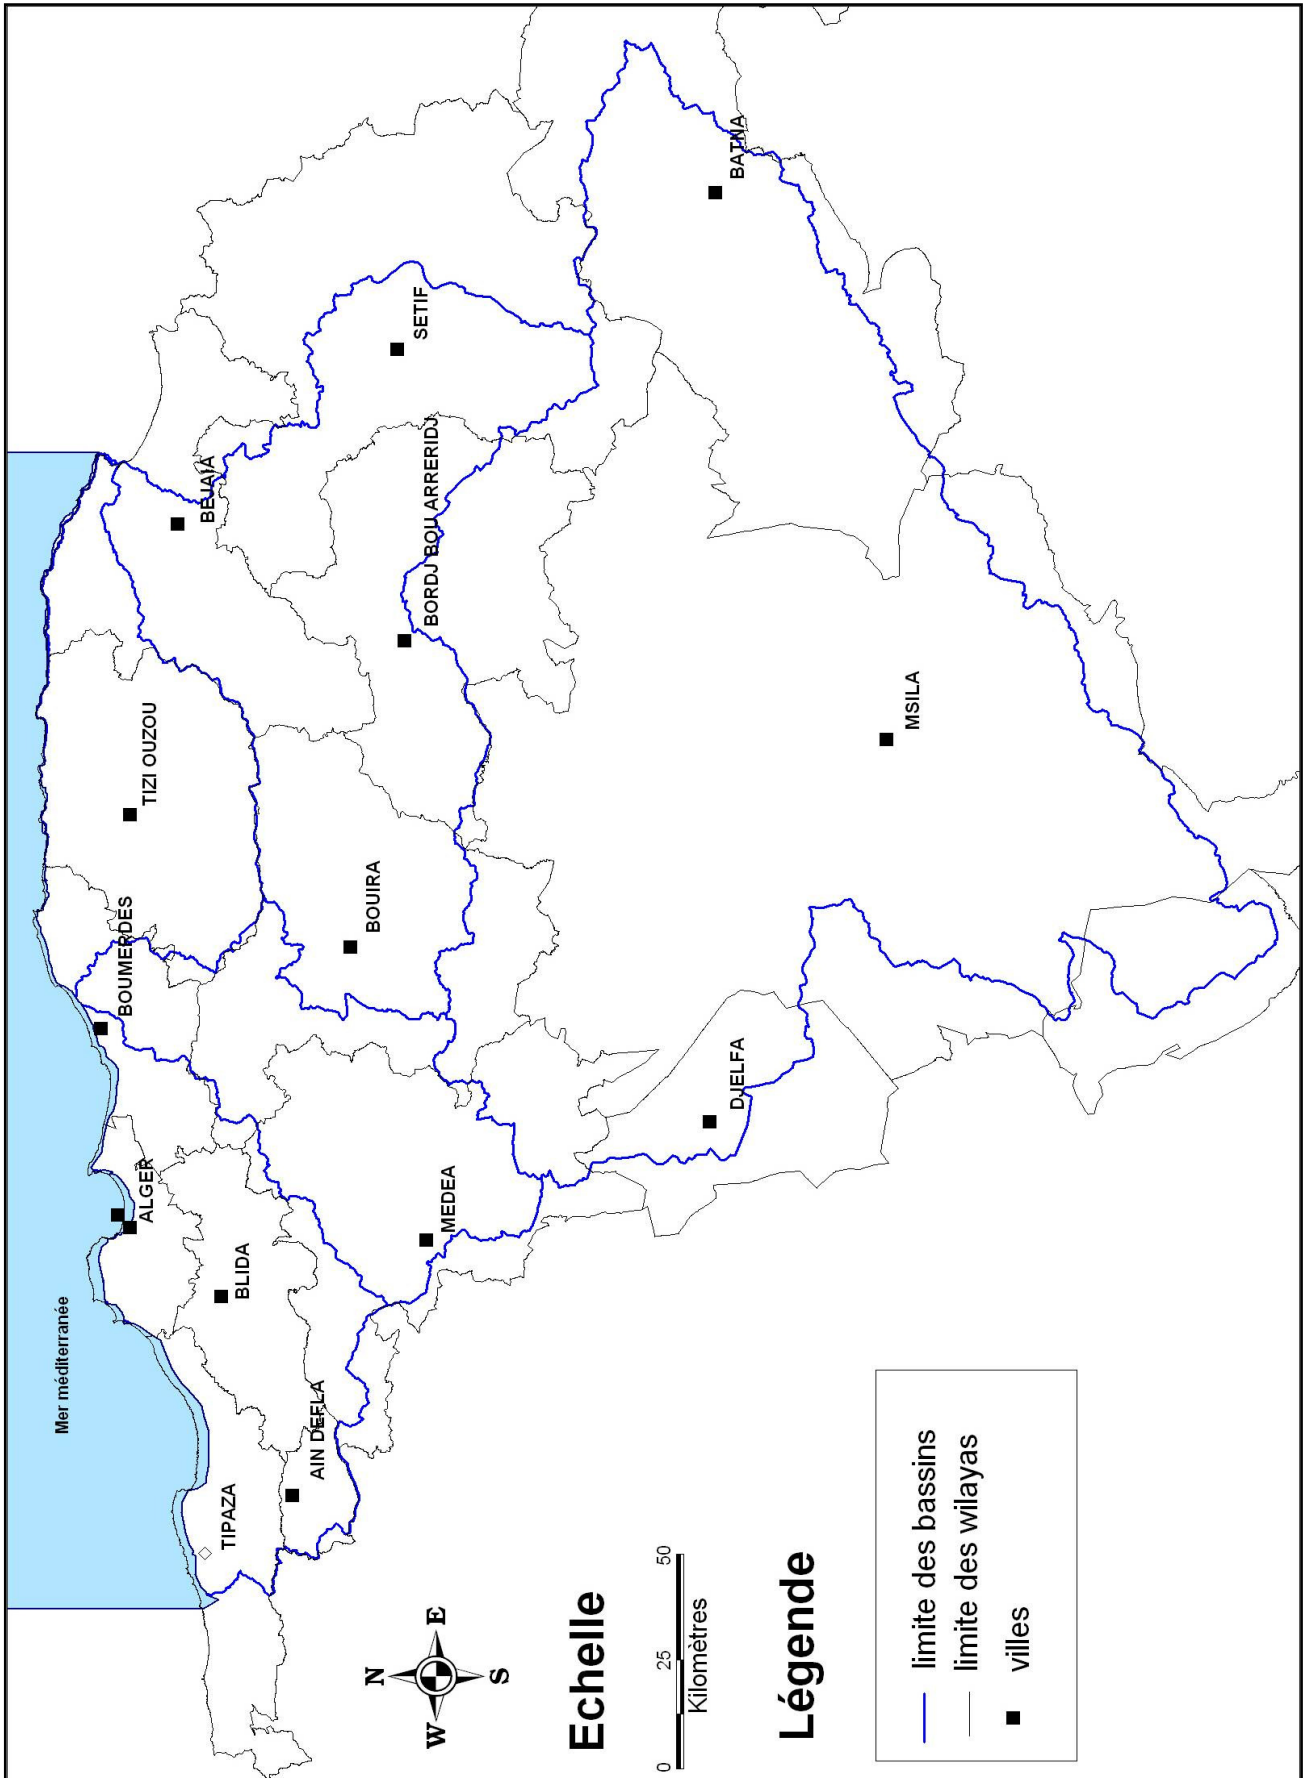 Mer méditerranée
TIZI OUZOU
BEJAIA
BOUMERDES
ALGER
TIPAZA
BLIDA
AIN DEFLA
BOUIRA
SETIF
BORDJ BOU ARRERIDJ
MEDEA
BATNA
DJELFA
MSILA
N
W
E
S
Echelle
0 25 50
Kilomètres
Légende
limite des bassins
limite des wilayas
villes